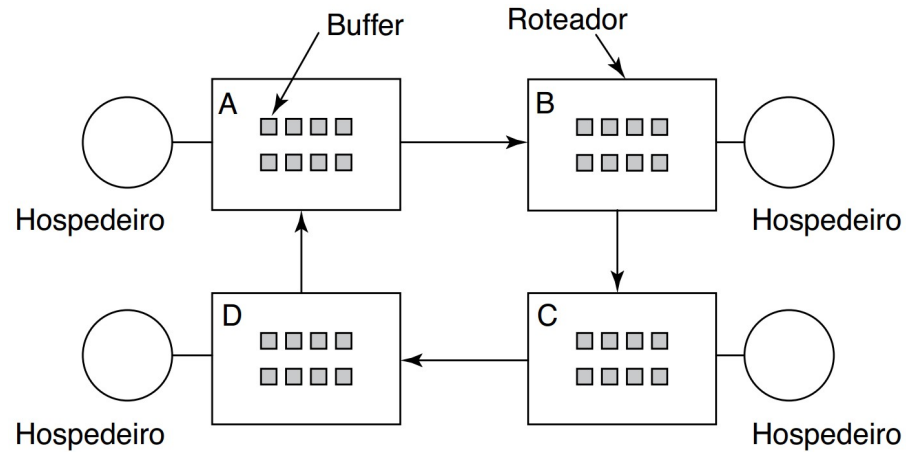 Buffer
Roteador
A
B
Hospedeiro
Hospedeiro
D
C
Hospedeiro
Hospedeiro